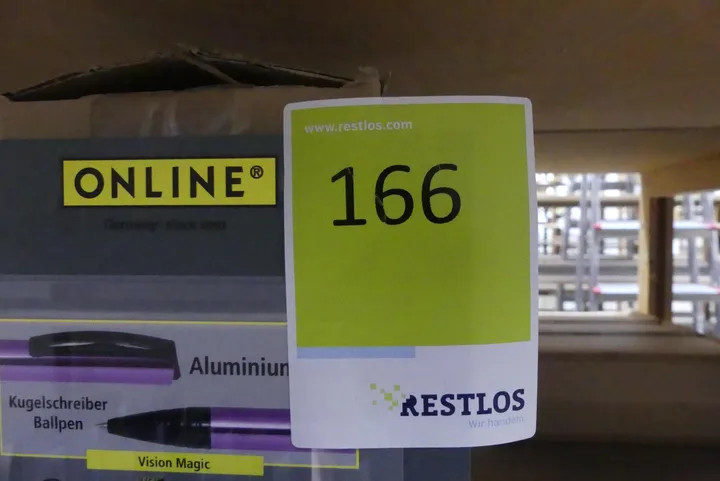 www.restlos.com
166
RESTLOS
Wir handeln.
ONLINE®
Aluminium
Kugelschreiber
Ballpen
Vision Magic